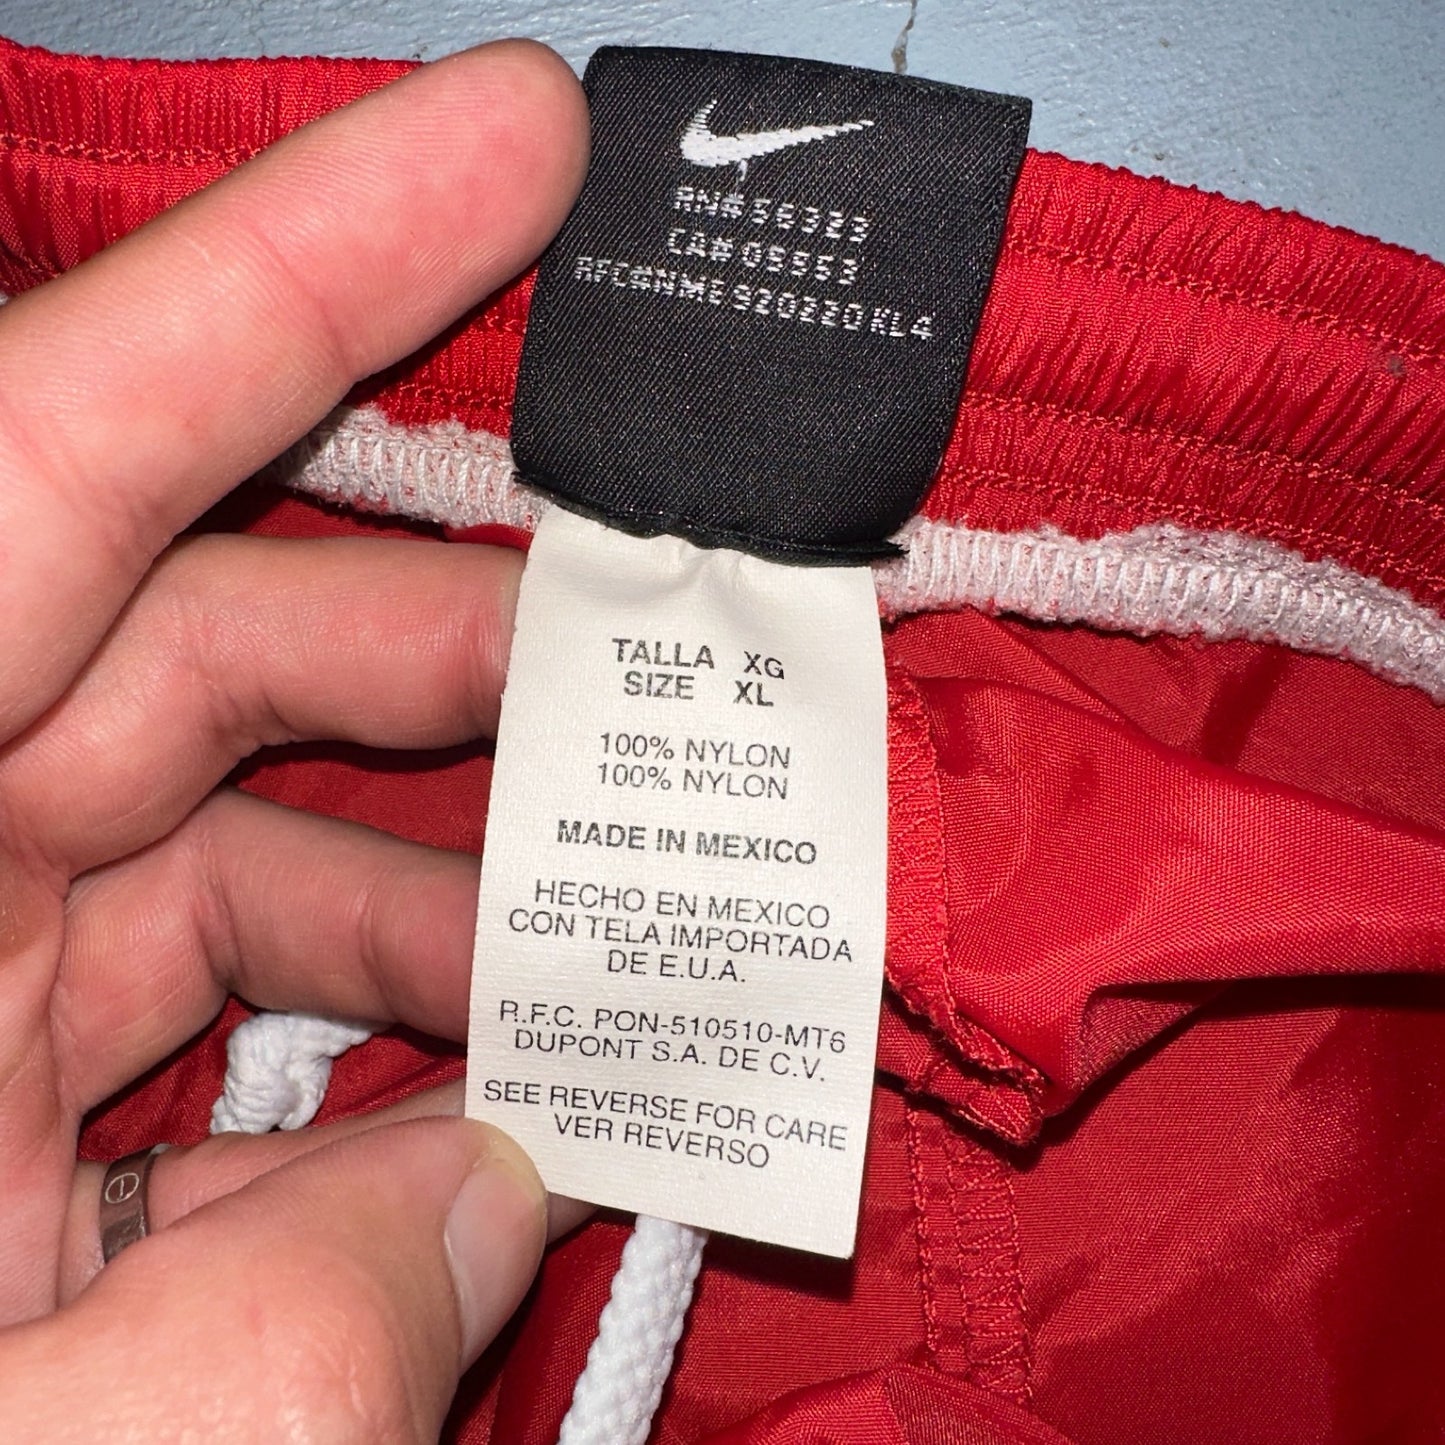 RN# 56323
CA# 05553
RFC#NME 920220 KL4
TALLA XG
SIZE XL
100% NYLON
100% NYLON
MADE IN MEXICO
HECHO EN MEXICO
CON TELA IMPORTADA
DE E.U.A.
R.F.C. PON-510510-MT6
DUPONT S.A. DE C.V.
SEE REVERSE FOR CARE
VER REVERSO